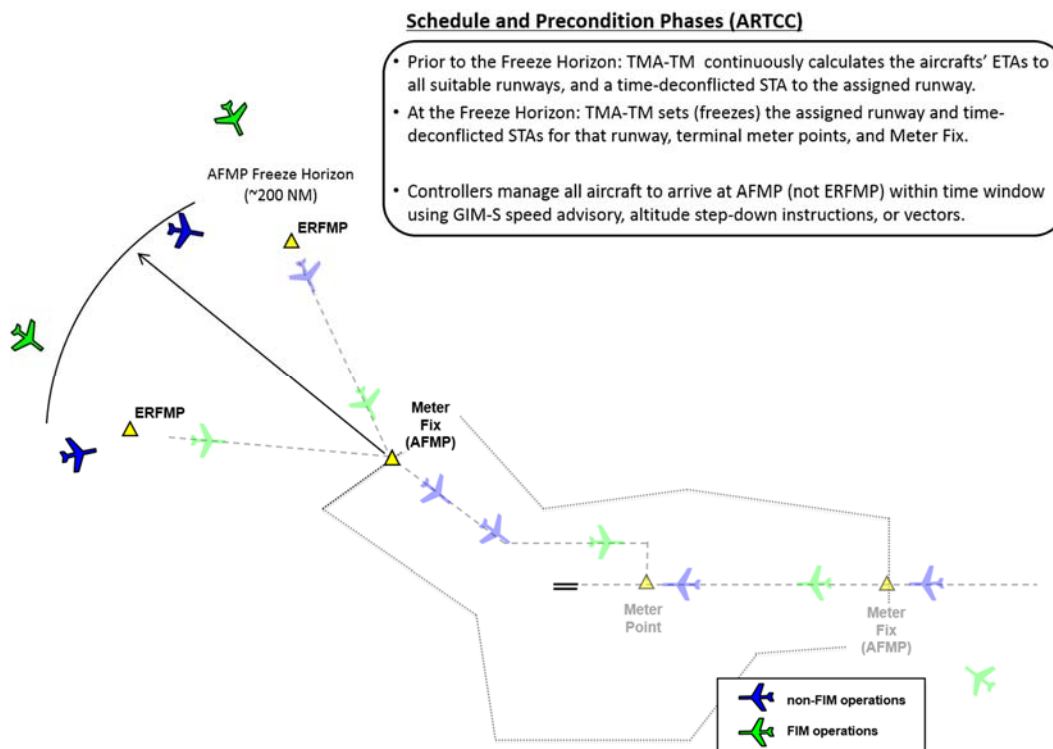 Schedule and Precondition Phases (ARTCC)
• Prior to the Freeze Horizon: TMA-TM continuously calculates the aircrafts' ETAs to
all suitable runways, and a time-deconflicted STA to the assigned runway.
• At the Freeze Horizon: TMA-TM sets (freezes) the assigned runway and time-
deconflicted STAs for that runway, terminal meter points, and Meter Fix.
• Controllers manage all aircraft to arrive at AFMP (not ERFMP) within time window
using GIM-S speed advisory, altitude step-down instructions, or vectors.
AFMP Freeze Horizon
(~200 NM)
ERFMP
ERFMP
Meter
Fix
(AFMP)
Meter
Point
Meter
Fix
(AFMP)
non-FIM operations
FIM operations